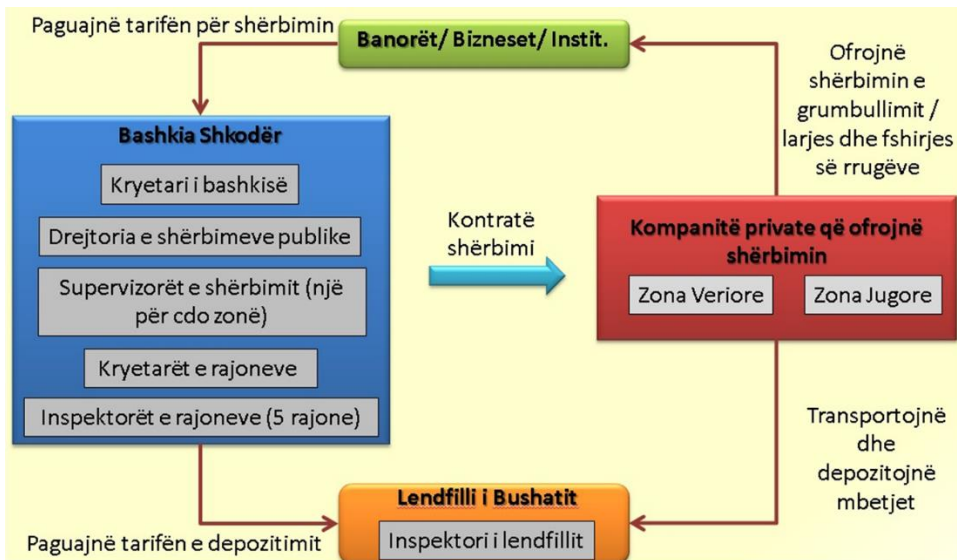 Paguajnë tarifën për shërbimin
Banorët/ Bizneset/ Instit.
Ofrojnë
shërbimin e
grumbullimit /
larjes dhe fshirjes
së rrugëve
Bashkia Shkodër
Kryetari i bashkisë
Drejtoria e shërbimeve publike
Supervizorët e shërbimit (një
për cdo zonë)
Kryetarët e rajoneve
Inspektorët e rajoneve (5 rajone)
Kontratë
shërbimi
Kompanitë private që ofrojnë
shërbimin
Zona Veriore
Zona Jugore
Transportojnë
dhe
depozitojnë
mbetjet
Lendfilli i Bushatit
Inspektori i lendfillit
Paguajnë tarifën e depozitimit